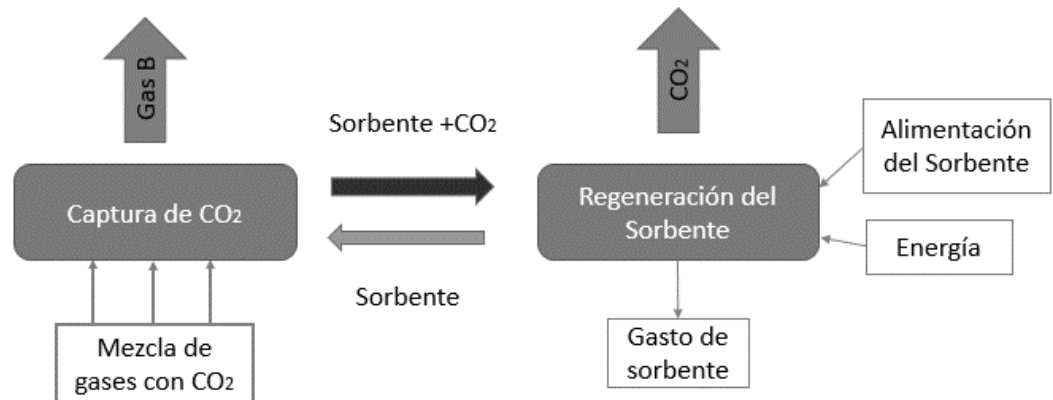 Gas B
CO2
Sorbente +CO2
Alimentación
del Sorbente
Captura de CO2
Regeneración del
Sorbente
Energía
Sorbente
Mezcla de
gases con CO2
Gasto de
sorbente